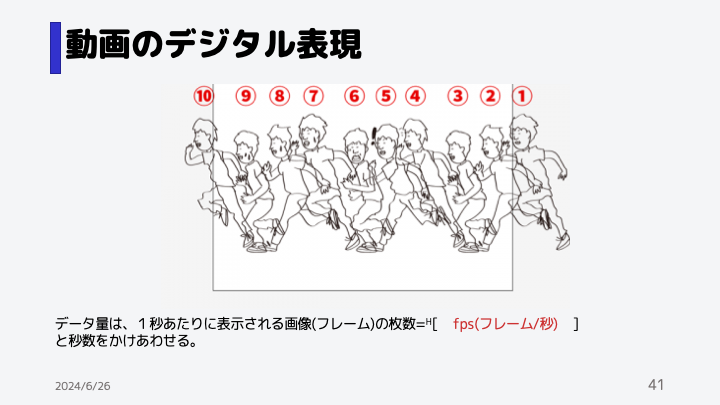 動画のデジタル表現
⑩ ⑨ ⑧ ⑦ ⑥ ⑤ ④ ③ ② ①
データ量は、１秒あたりに表示される画像(フレーム)の枚数=ᴴ[　fps(フレーム/秒)　]
と秒数をかけあわせる。
2024/6/26
41